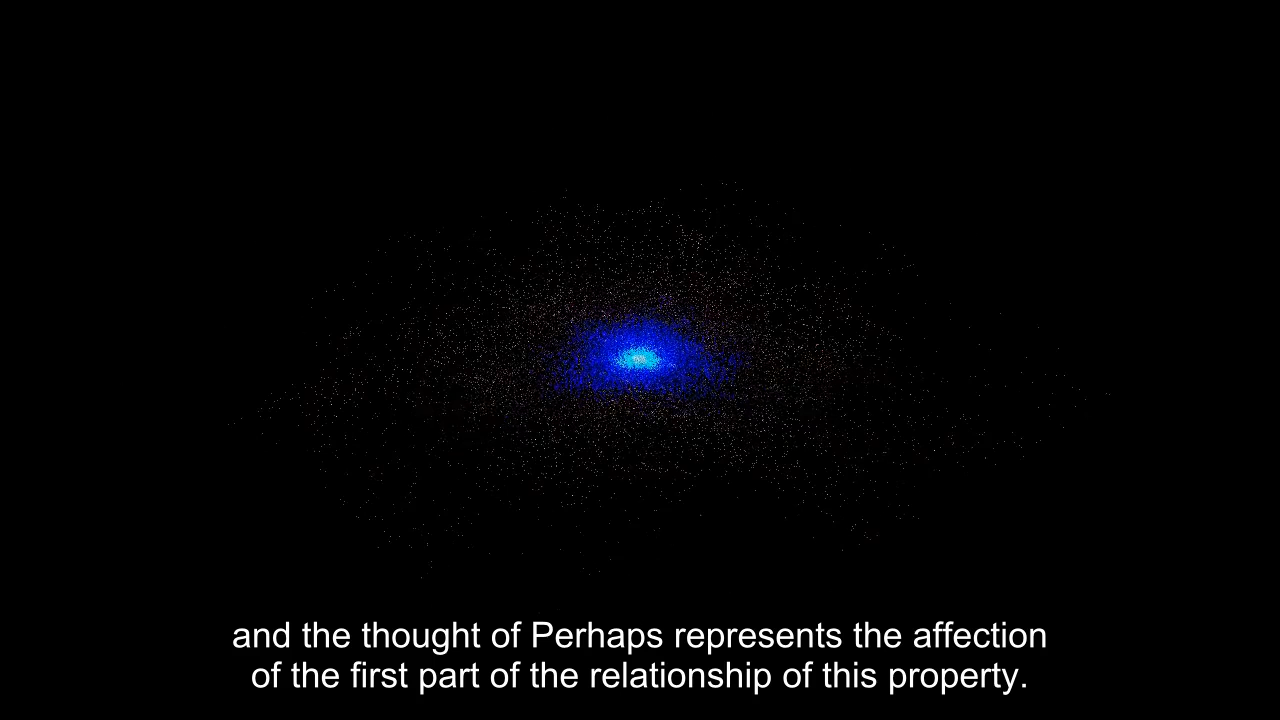 and the thought of Perhaps represents the affection
of the first part of the relationship of this property.